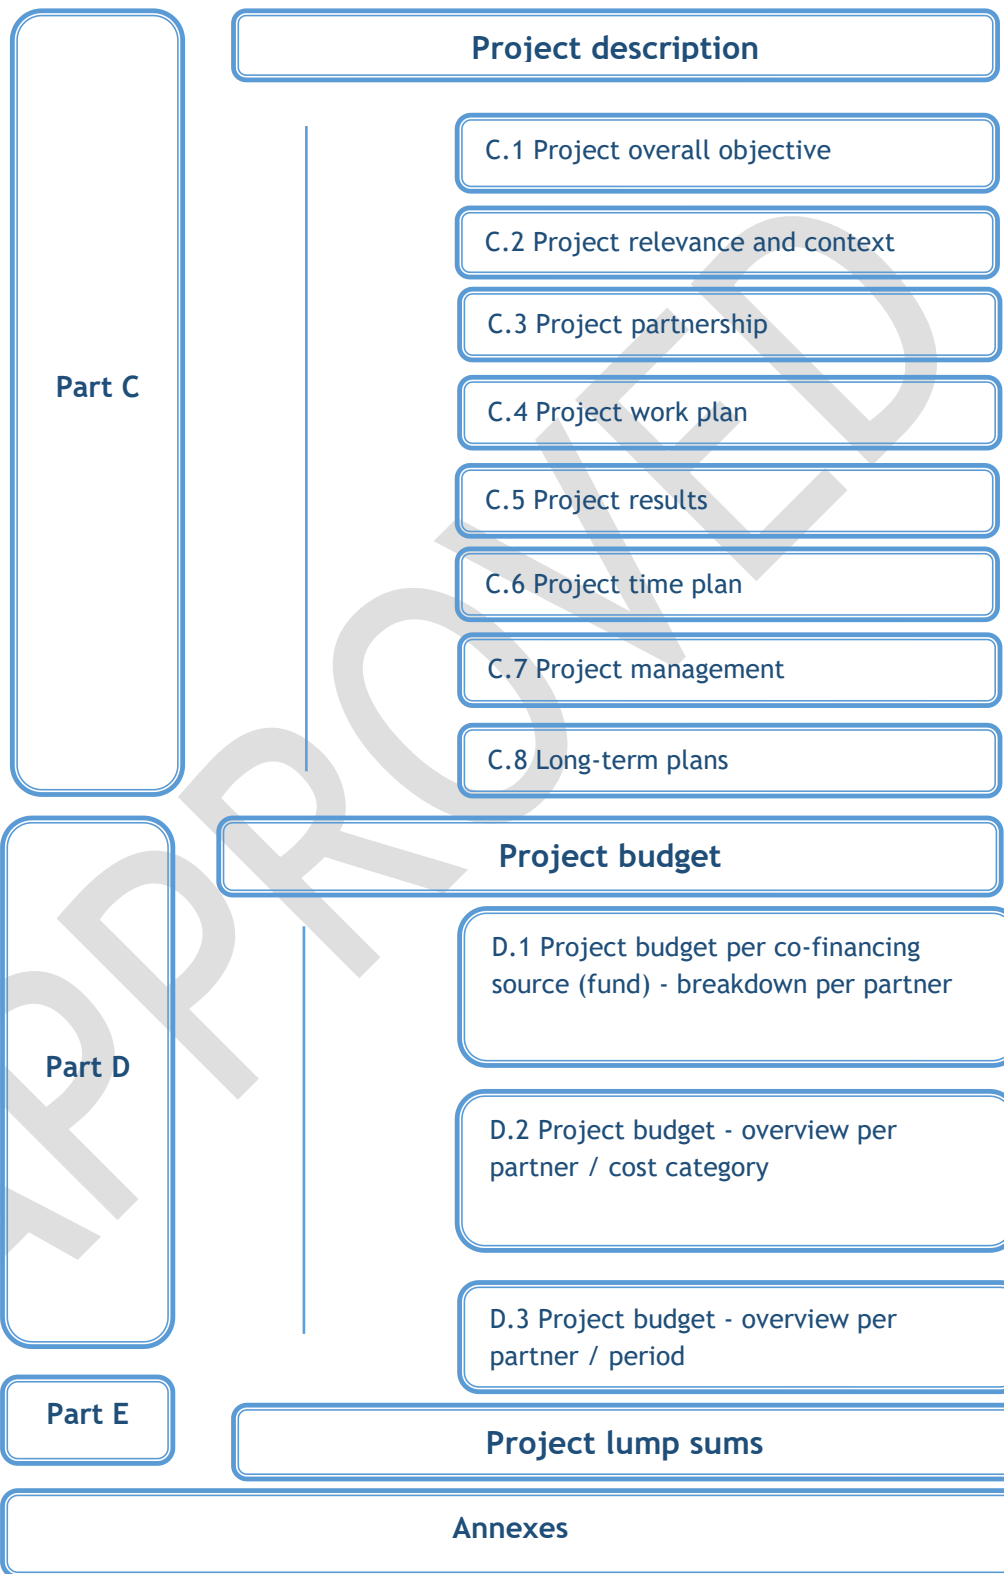 Project description
C.1 Project overall objective
C.2 Project relevance and context
C.3 Project partnership
Part C
C.4 Project work plan
C.5 Project results
C.6 Project time plan
C.7 Project management
C.8 Long-term plans
Project budget
D.1 Project budget per co-financing
source (fund) - breakdown per partner
Part D
D.2 Project budget - overview per
partner / cost category
D.3 Project budget - overview per
partner / period
Part E
Project lump sums
Annexes
APPROVED